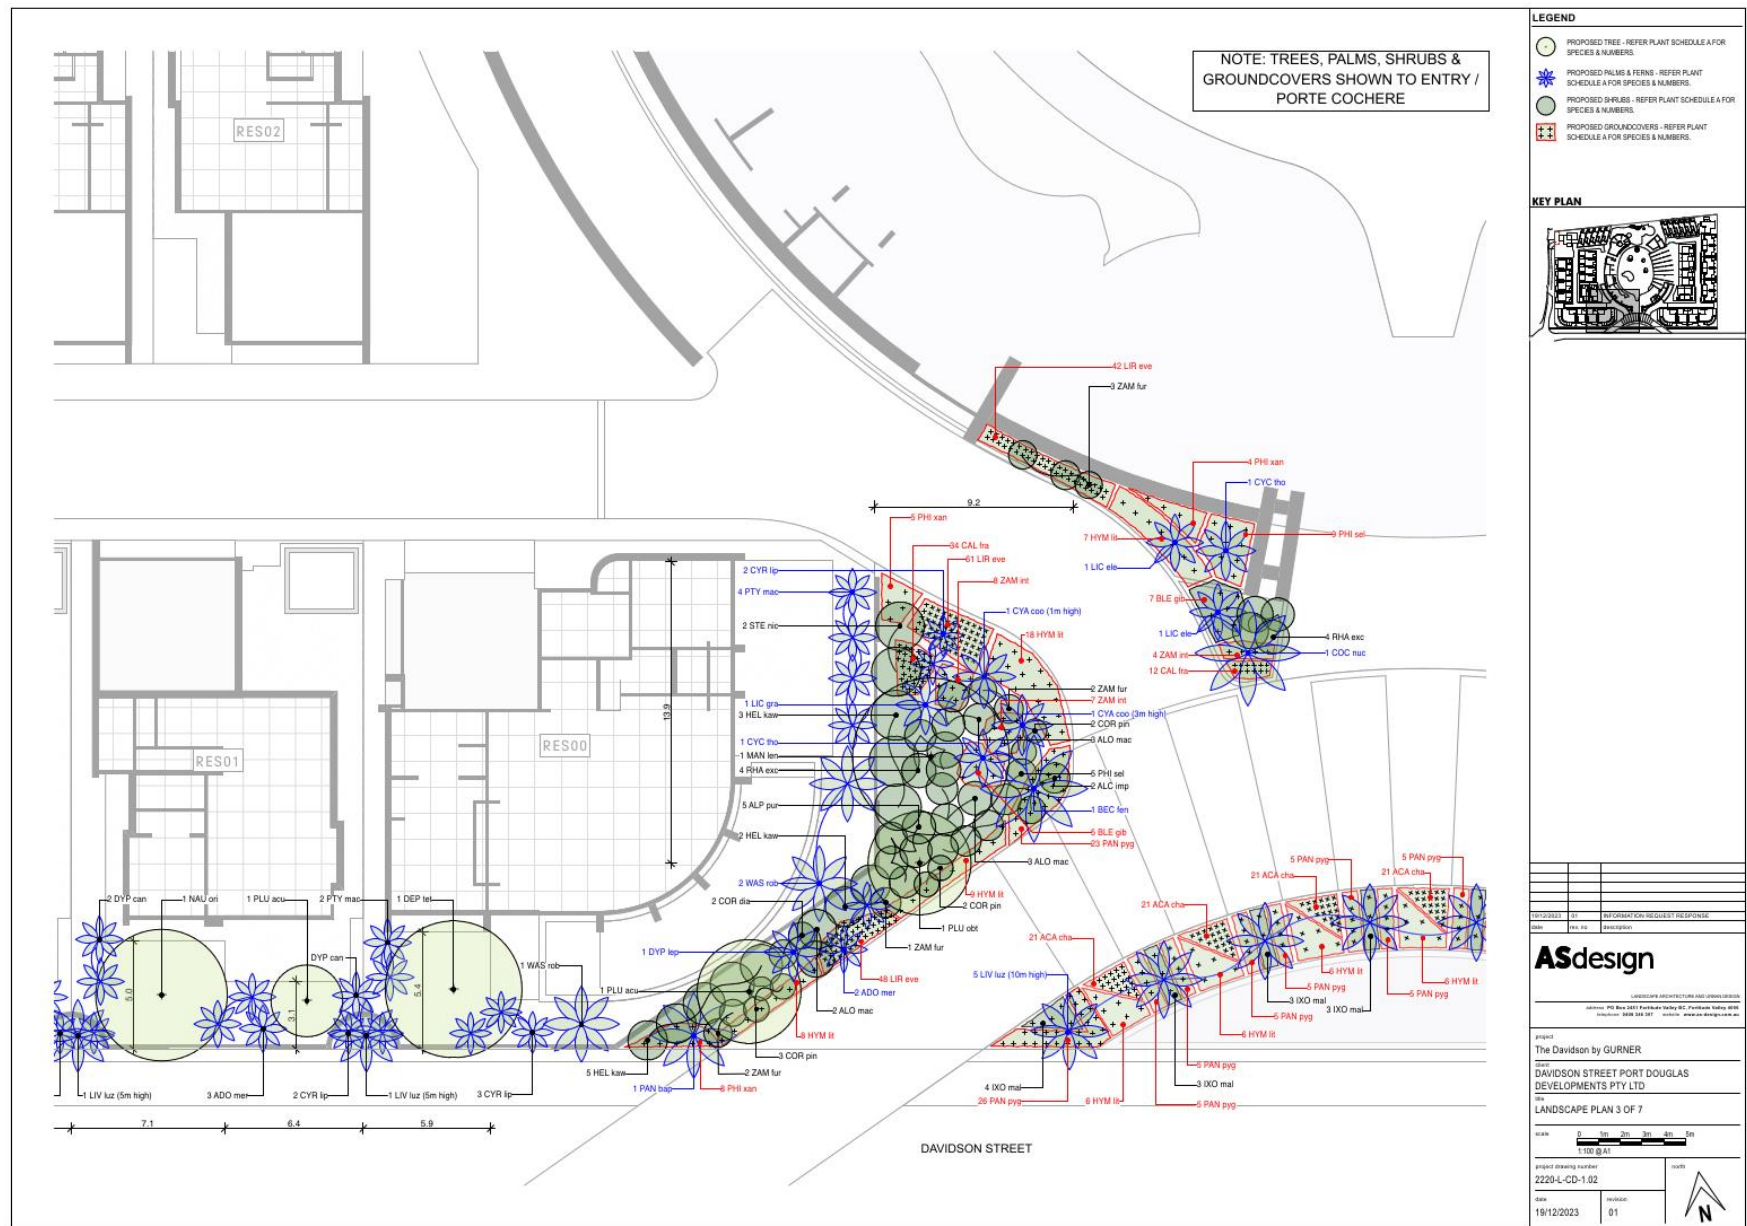 NOTE: TREES, PALMS, SHRUBS &
GROUNDCOVERS SHOWN TO ENTRY /
PORTE COCHERE
RES02
42 LIR eve
3 ZAM fur
4 PHI xan
1 CYC tho
9.2
5 PHI xan
7 HYM lit
9 PHI sel
34 CAL fra
61 LIR eve
1 LIC ele
2 CYR lip
8 ZAM int
4 PTY mac
7 BLE gib
1 CYA coo (1m high)
2 STE nic
18 HYM lit
1 LIC ele
4 RHA exc
4 ZAM int
1 COC nuc
12 CAL fra
2 ZAM fur
7 ZAM int
1 LIC gra
3 HEL kaw
13.9
1 CYA coo (3m high)
2 COR pin
1 CYC tho
3 ALO mac
RES00
1 MAN len
RES01
4 RHA exc
6 PHI sel
2 ALC imp
5 ALP pur
1 BEC fen
2 HEL kaw
5 BLE gib
23 PAN pyg
3 ALO mac
5 PAN pyg
5 PAN pyg
21 ACA cha
21 ACA cha
2 WAS rob
9 HYM lit
2 DYP can
1 NAU ori
1 PLU acu
2 PTY mac
1 DEP tet
2 COR dia
2 COR pin
21 ACA cha
1 PLU obt
21 ACA cha
1 ZAM fur
1 DYP lep
DYP can
1 WAS rob
5.0
5.4
3.1
48 LIR eve
5 LIV luz (10m high)
6 HYM lit
6 HYM lit
1 PLU acu
2 ADO mer
5 PAN pyg
5 PAN pyg
2 ALO mac
3 IXO mal
3 IXO mal
5 PAN pyg
8 HYM lit
6 HYM lit
3 COR pin
5 PAN pyg
5 HEL kaw
2 ZAM fur
3 IXO mal
1 PAN bap
8 PHI xan
4 IXO mal
1 LIV luz (5m high)
3 ADO mer
2 CYR lip
1 LIV luz (5m high)
3 CYR lip
26 PAN pyg
6 HYM lit
5 PAN pyg
7.1
6.4
5.9
DAVIDSON STREET
LEGEND
PROPOSED TREE - REFER PLANT SCHEDULE A FOR
SPECIES & NUMBERS.
PROPOSED PALMS & FERNS - REFER PLANT
SCHEDULE A FOR SPECIES & NUMBERS.
PROPOSED SHRUBS - REFER PLANT SCHEDULE A FOR
SPECIES & NUMBERS.
PROPOSED GROUNDCOVERS - REFER PLANT
SCHEDULE A FOR SPECIES & NUMBERS.
KEY PLAN
19/12/2023 01 INFORMATION REQUEST RESPONSE
date rev. no description
ASdesign
LANDSCAPE ARCHITECTURE AND URBAN DESIGN
project
The Davidson by GURNER
client
DAVIDSON STREET PORT DOUGLAS
DEVELOPMENTS PTY LTD
title
LANDSCAPE PLAN 3 OF 7
scale
0 1m 2m 3m 4m 5m
1:100 @ A1
project drawing number
north
2220-L-CD-1.02
date
revision
19/12/2023
01
N